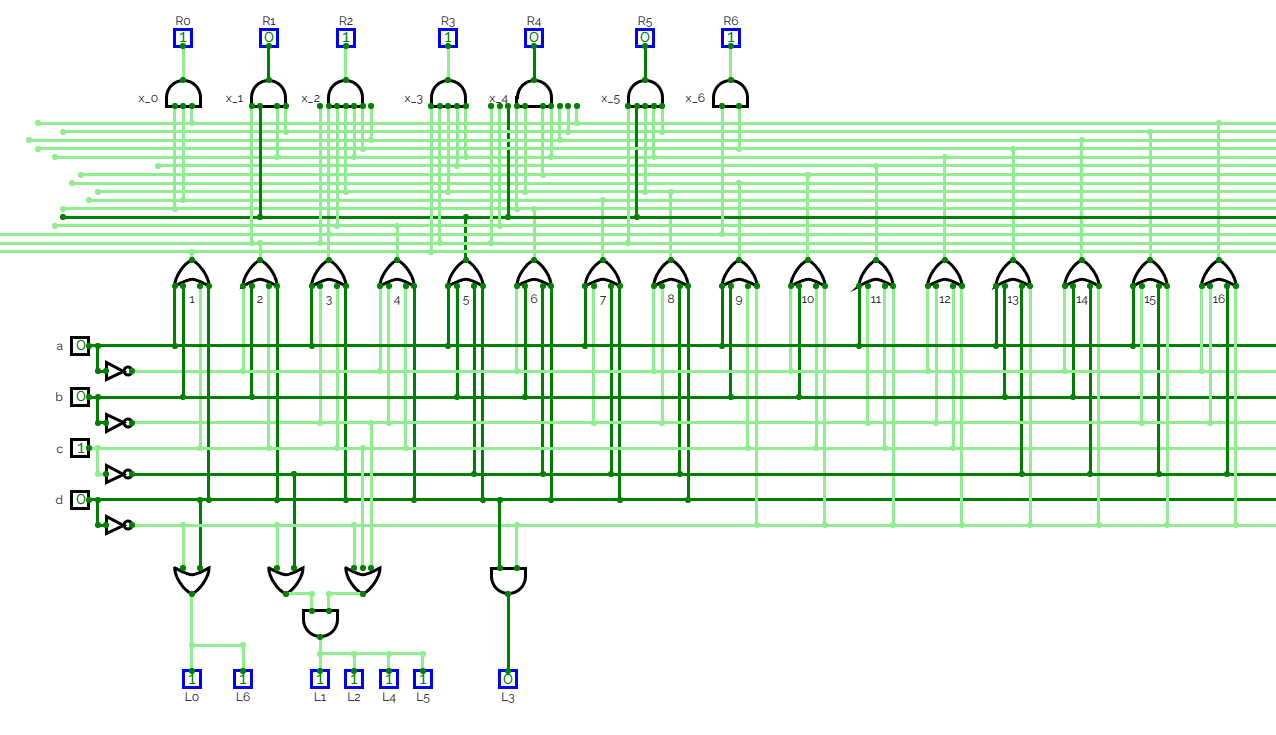 R0 R1 R2 R3 R4 R5 R6
1 0 1 1 0 0 1
x_0 x_1 x_2 x_3 x_4 x_5 x_6
1 2 3 4 5 6 7 8 9 10 11 12 13 14 15 16
a 0
b 0
c 1
d 0
1 1 1 1 1 1 0
L0 L6 L1 L2 L4 L5 L3